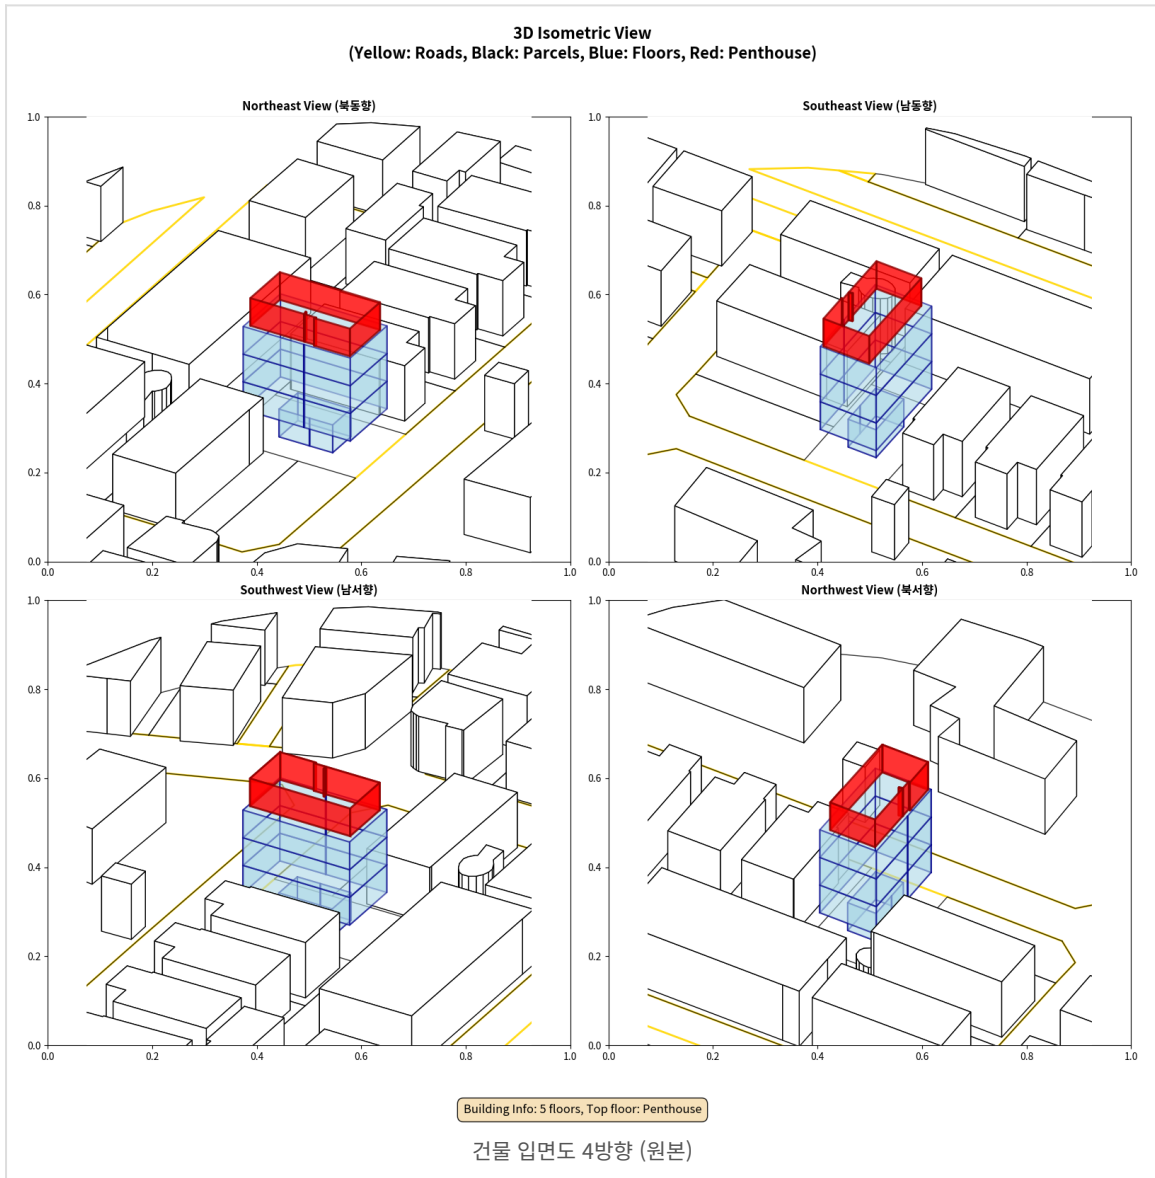 3D Isometric View
(Yellow: Roads, Black: Parcels, Blue: Floors, Red: Penthouse)
Northeast View (북동향)
1.0
0.8
0.6
0.4
0.2
0.0
0.0 0.2 0.4 0.6 0.8 1.0
Southeast View (남동향)
1.0
0.8
0.6
0.4
0.2
0.0
0.0 0.2 0.4 0.6 0.8 1.0
Southwest View (남서향)
1.0
0.8
0.6
0.4
0.2
0.0
0.0 0.2 0.4 0.6 0.8 1.0
Northwest View (북서향)
1.0
0.8
0.6
0.4
0.2
0.0
0.0 0.2 0.4 0.6 0.8 1.0
Building Info: 5 floors, Top floor: Penthouse
건물 입면도 4방향 (원본)